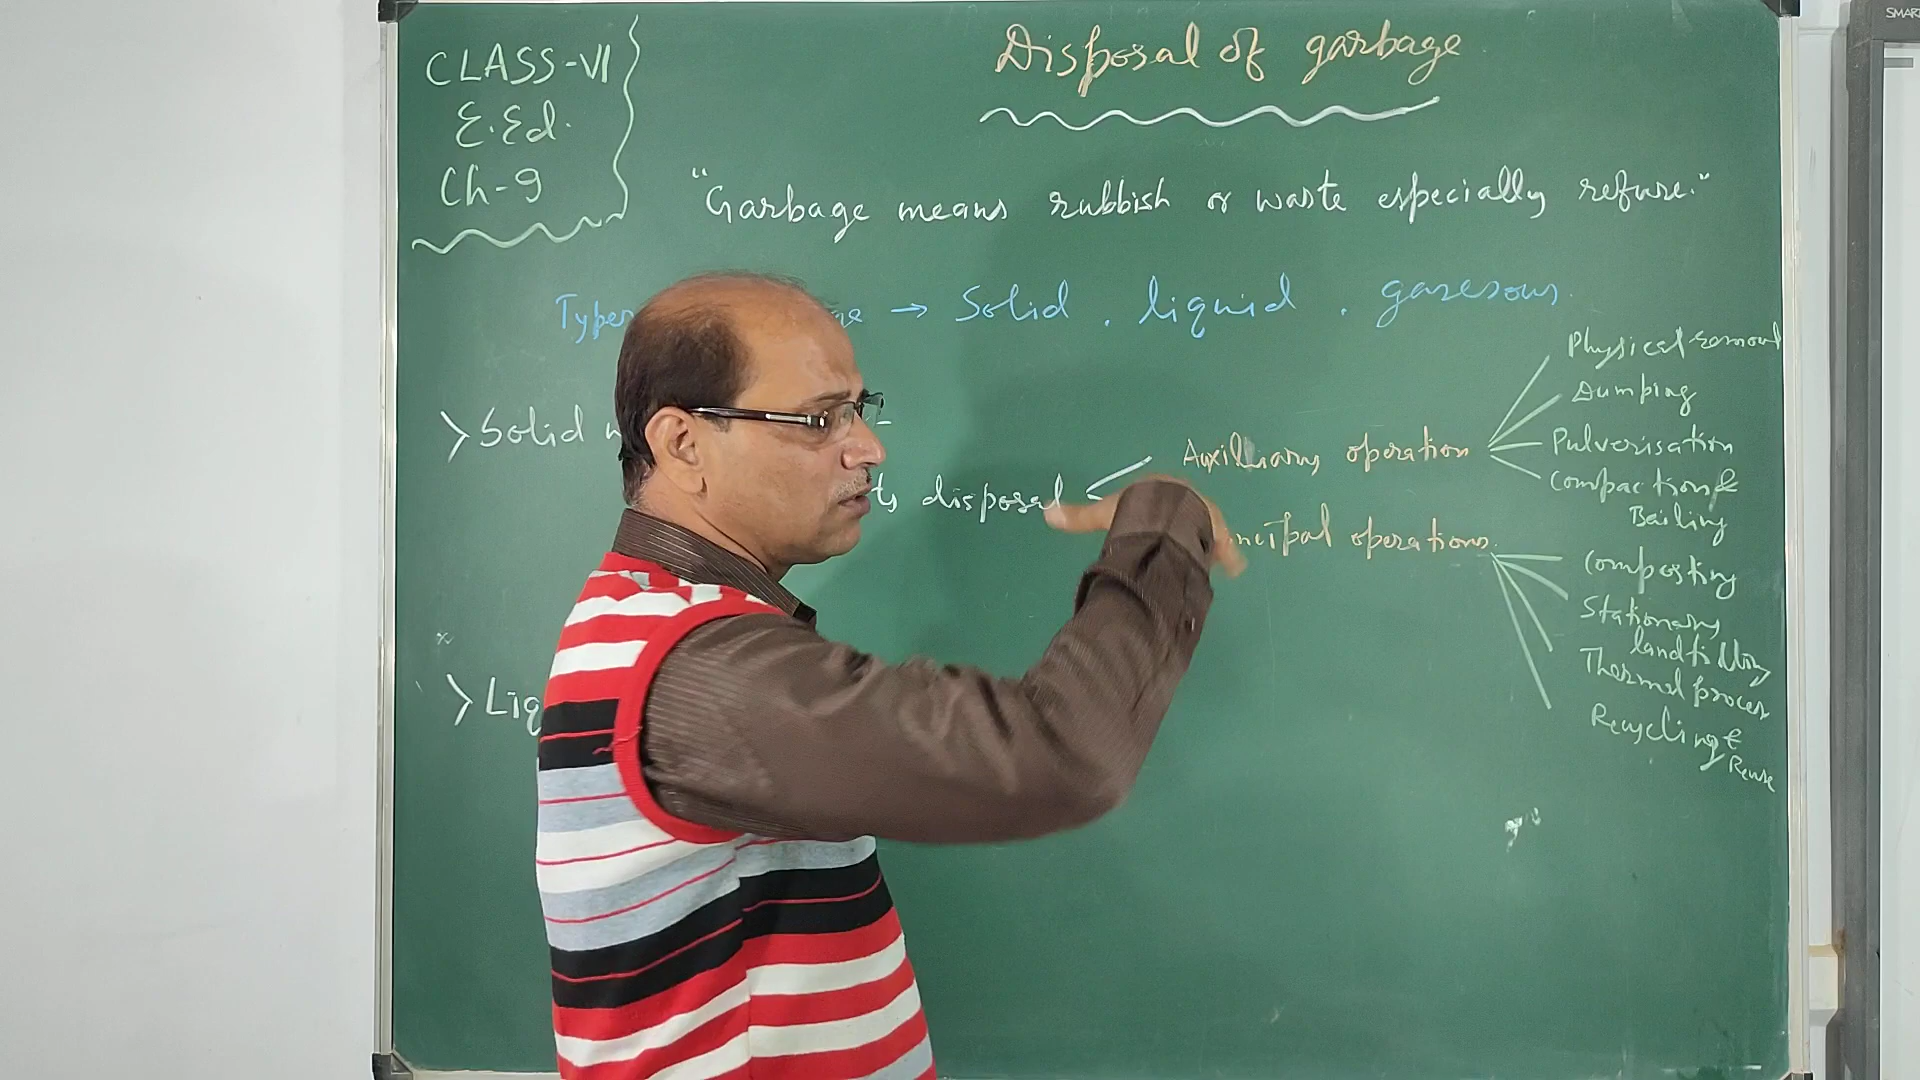 CLASS-VI
E.Ed.
Ch-9
Disposal of garbage
"Garbage means rubbish or waste especially refuse."
Types → Solid . liquid . gaseous.
> Solid
disposal
Auxiliary operation
Physical removal
Dumping
Pulverisation
Compaction &
Bailing
operations.
Composting
Stationary
landfilling
Thermal process
Recycling &
Reuse
> Liq
SMART